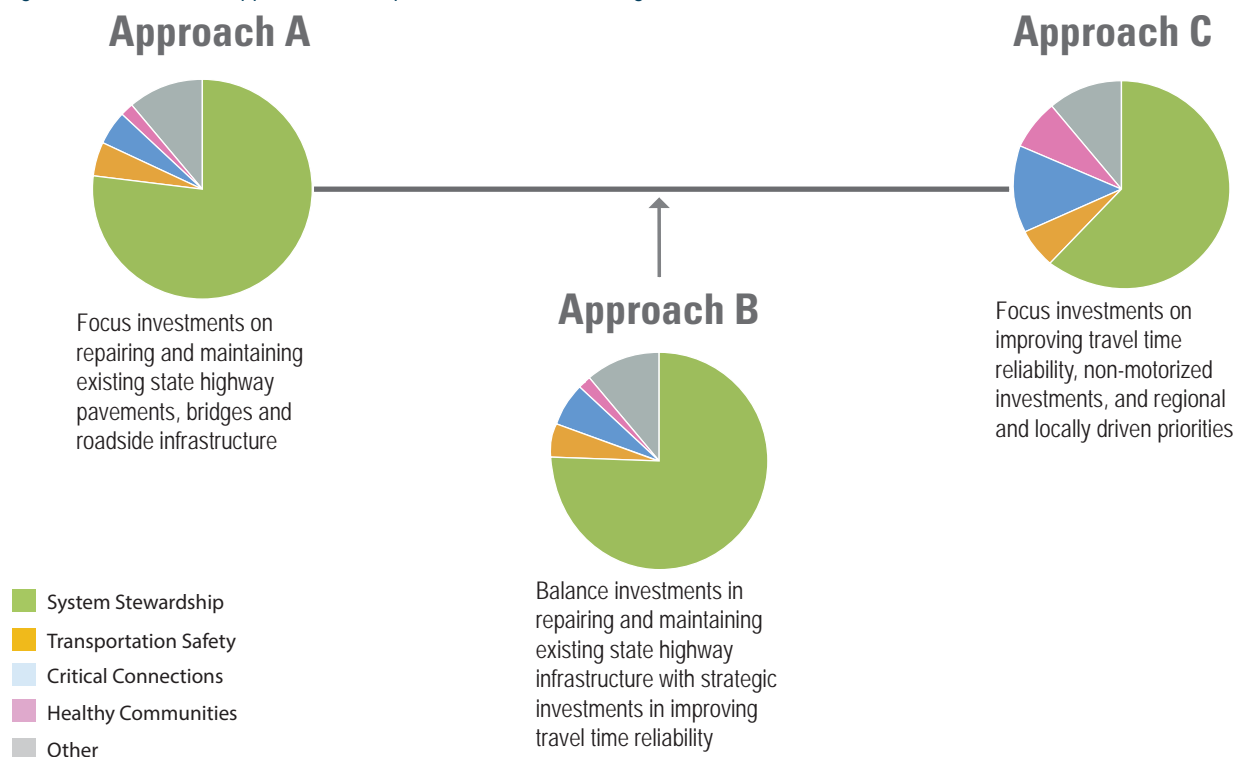 Approach A
Approach C
Focus investments on
repairing and maintaining
existing state highway
pavements, bridges and
roadside infrastructure
Approach B
Focus investments on
improving travel time
reliability, non-motorized
investments, and regional
and locally driven priorities
Balance investments in
repairing and maintaining
existing state highway
infrastructure with strategic
investments in improving
travel time reliability
System Stewardship
Transportation Safety
Critical Connections
Healthy Communities
Other